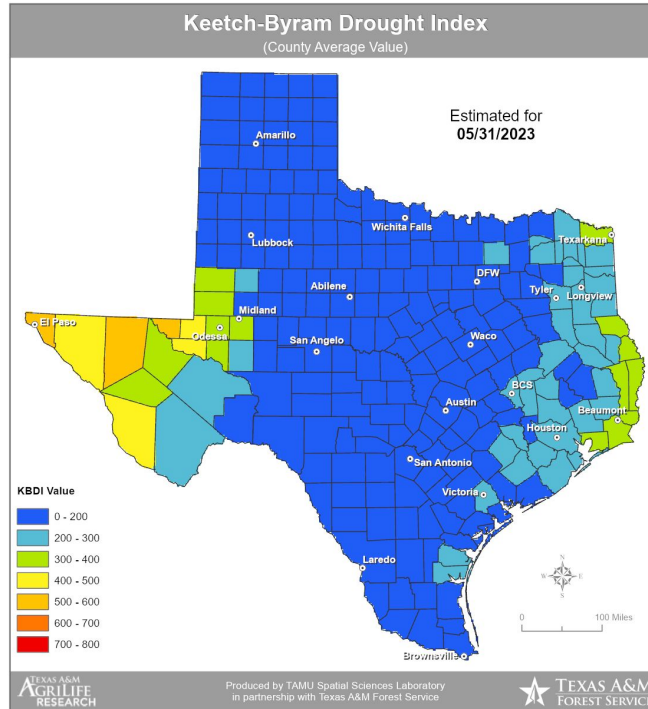 Keetch-Byram Drought Index
(County Average Value)
Estimated for
05/31/2023
Amarillo
Wichita Falls
Lubbock
Texarkana
DFW
Abilene
Tyler
Longview
Midland
El Paso
Odessa
San Angelo
Waco
BCS
Austin
Beaumont
Houston
San Antonio
Victoria
Laredo
Brownsville
KBDI Value
0 - 200
200 - 300
300 - 400
400 - 500
500 - 600
600 - 700
700 - 800
N
W E
S
0 100 Miles
TEXAS A&M
AGRILIFE
RESEARCH
Produced by TAMU Spatial Sciences Laboratory
in partnership with Texas A&M Forest Service
TEXAS A&M
FOREST SERVICE